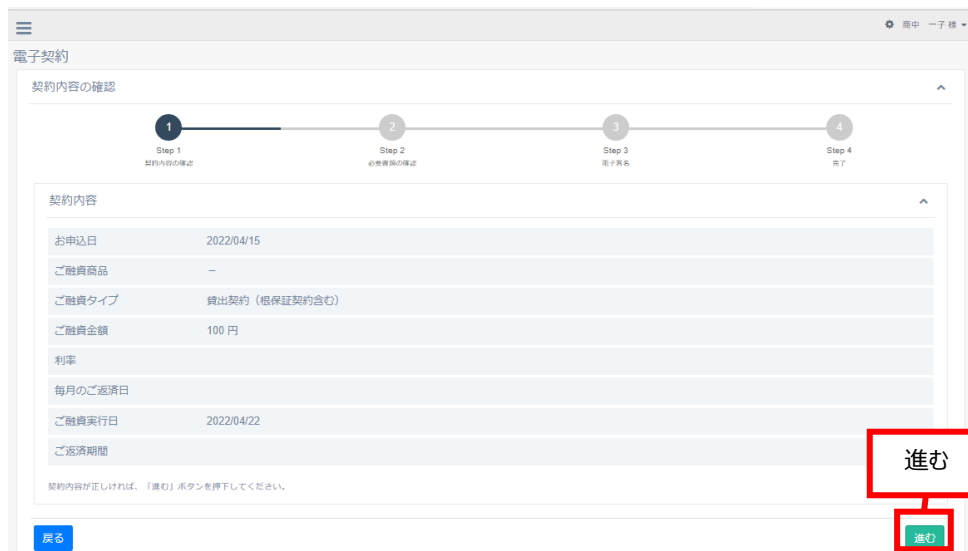 商中 一子 様
電子契約
契約内容の確認
1 2 3 4
Step 1 Step 2 Step 3 Step 4
契約内容の確認 必要書類の確認 電子署名 完了
契約内容
お申込日 2022/04/15
ご融資商品 －
ご融資タイプ 貸出契約（根保証契約含む）
ご融資金額 100 円
利率
毎月のご返済日
ご融資実行日 2022/04/22
ご返済期間
進む
契約内容が正しければ、「進む」ボタンを押下してください。
戻る 進む